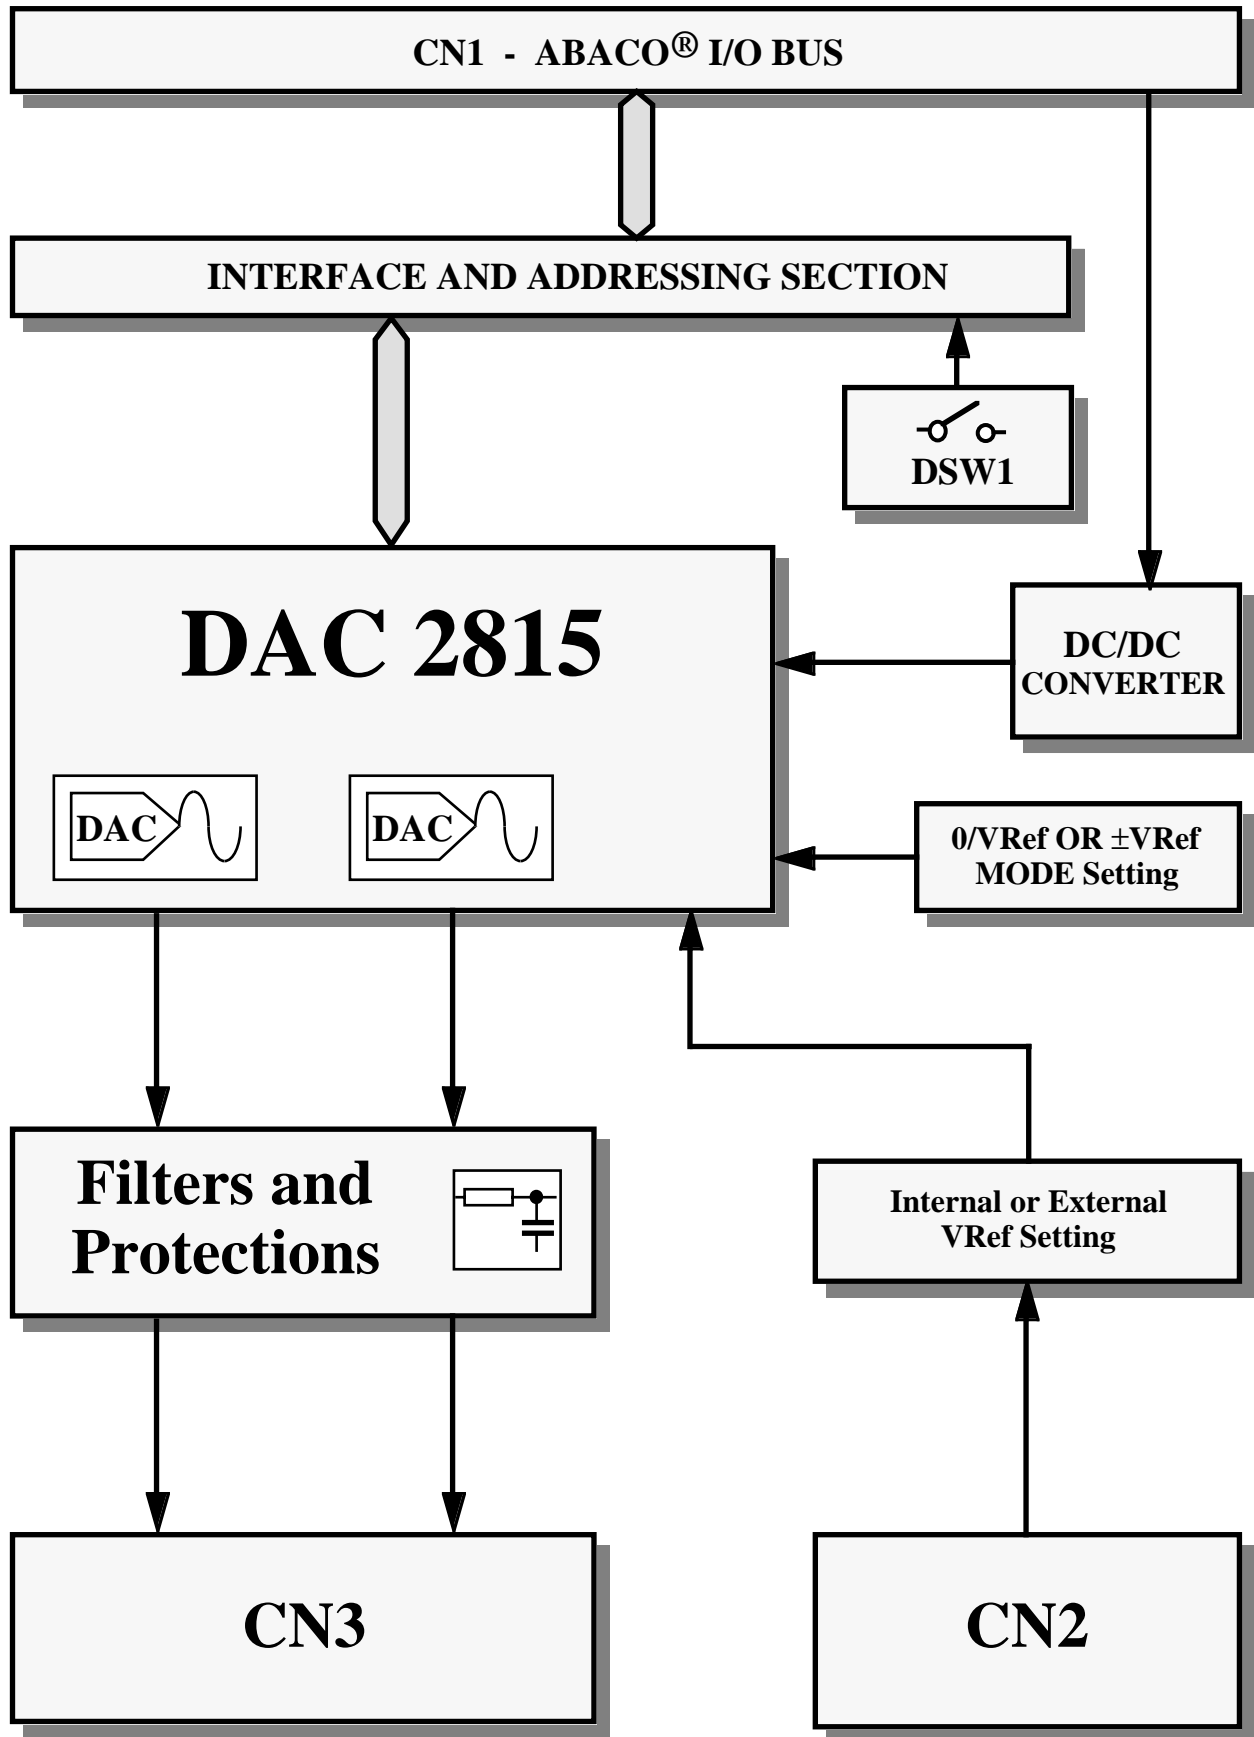 CN1 - ABACO® I/O BUS
INTERFACE AND ADDRESSING SECTION
DSW1
DAC 2815
DC/DC
CONVERTER
DAC
DAC
0/VRef OR ±VRef
MODE Setting
Filters and
Protections
Internal or External
VRef Setting
CN3
CN2